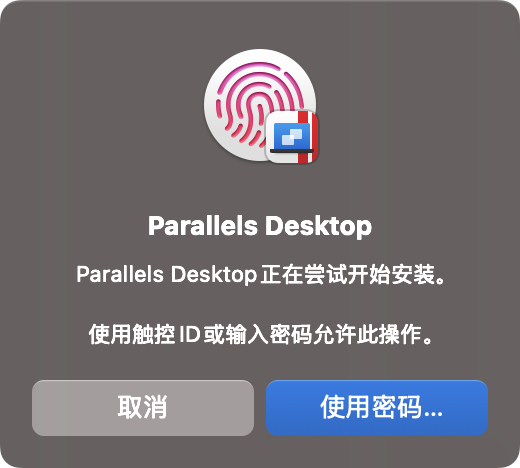 Parallels Desktop
Parallels Desktop正在尝试开始安装。
使用触控ID或输入密码允许此操作。
取消
使用密码...